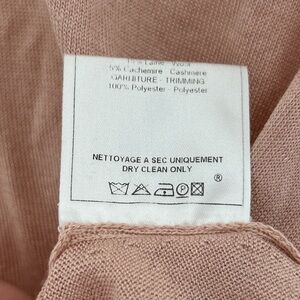 Laine - Wool
5% Cachemire - Cashmere
GARNITURE - TRIMMING
100% Polyester - Polyester
NETTOYAGE A SEC UNIQUEMENT
DRY CLEAN ONLY
®